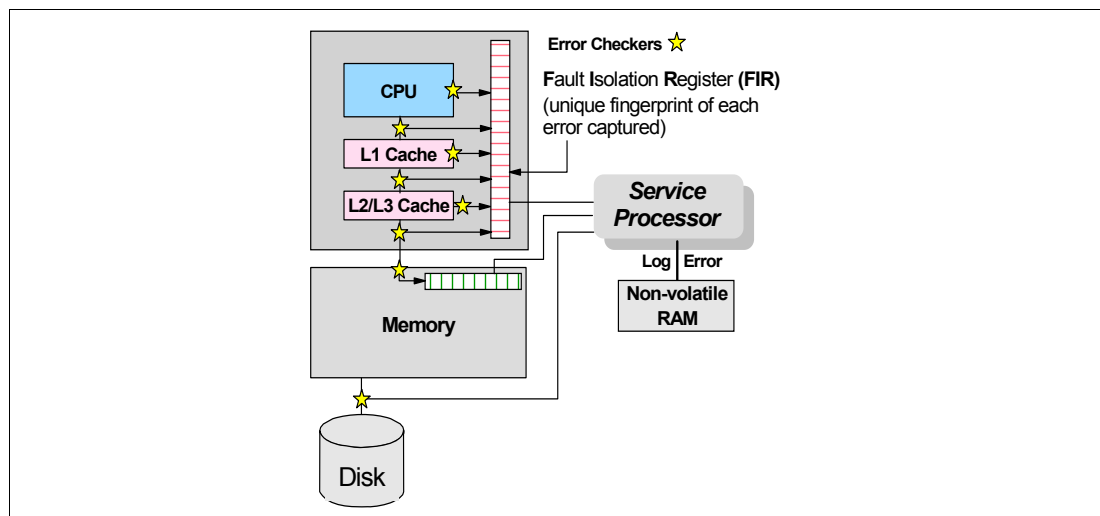 Error Checkers
Fault Isolation Register (FIR)
(unique fingerprint of each
error captured)
CPU
L1 Cache
L2/L3 Cache
Service
Processor
Log Error
Non-volatile
RAM
Memory
Disk